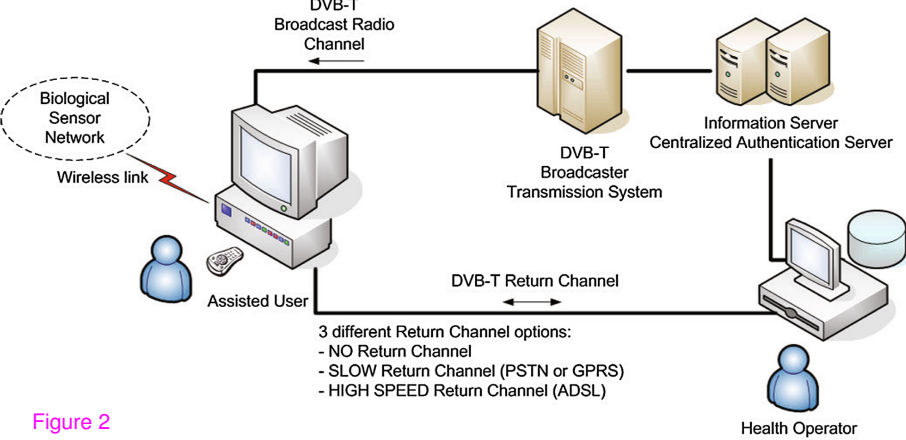 DVB-T
Broadcast Radio
Channel
Biological
Sensor
Network
Wireless link
Information Server
Centralized Authentication Server
DVB-T
Broadcaster
Transmission System
Assisted User
DVB-T Return Channel
3 different Return Channel options:
- NO Return Channel
- SLOW Return Channel (PSTN or GPRS)
- HIGH SPEED Return Channel (ADSL)
Figure 2
Health Operator